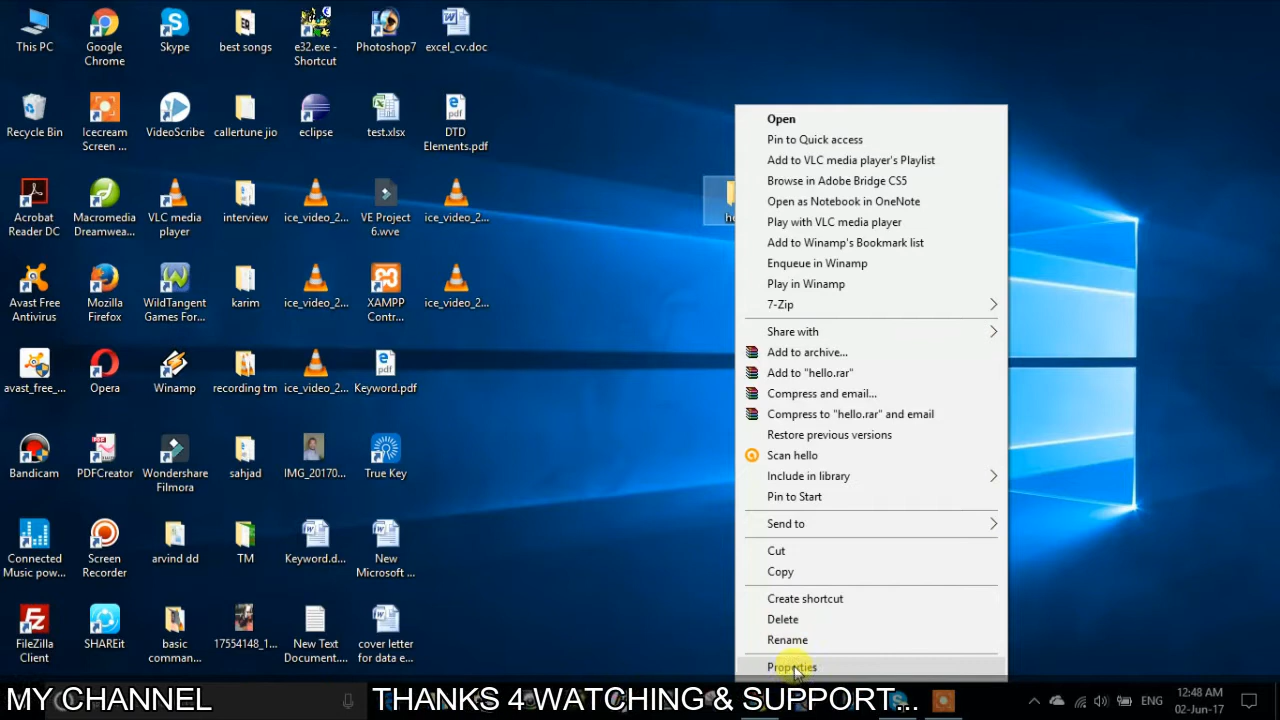 This PC
Google
Chrome
Skype
best songs
e32.exe -
Shortcut
Photoshop7
excel_cv.doc
Recycle Bin
Icecream
Screen ...
VideoScribe
callertune jio
eclipse
test.xlsx
DTD
Elements.pdf
Acrobat
Reader DC
Macromedia
Dreamwea...
VLC media
player
interview
ice_video_2...
VE Project
6.wve
ice_video_2...
Avast Free
Antivirus
Mozilla
Firefox
WildTangent
Games For...
karim
ice_video_2...
XAMPP
Contr...
ice_video_2...
avast_free_...
Opera
Winamp
recording tm
ice_video_2...
Keyword.pdf
Bandicam
PDFCreator
Wondershare
Filmora
sahjad
IMG_20170...
True Key
Connected
Music pow...
Screen
Recorder
arvind dd
TM
Keyword.d...
New
Microsoft ...
FileZilla
Client
SHAREit
basic
comman...
17554148_1...
New Text
Document....
cover letter
for data e...
he
Open
Pin to Quick access
Add to VLC media player's Playlist
Browse in Adobe Bridge CS5
Open as Notebook in OneNote
Play with VLC media player
Add to Winamp's Bookmark list
Enqueue in Winamp
Play in Winamp
7-Zip
Share with
Add to archive...
Add to "hello.rar"
Compress and email...
Compress to "hello.rar" and email
Restore previous versions
Scan hello
Include in library
Pin to Start
Send to
Cut
Copy
Create shortcut
Delete
Rename
Properties
MY CHANNEL
THANKS 4 WATCHING & SUPPORT...
ENG
12:48 AM
02-Jun-17